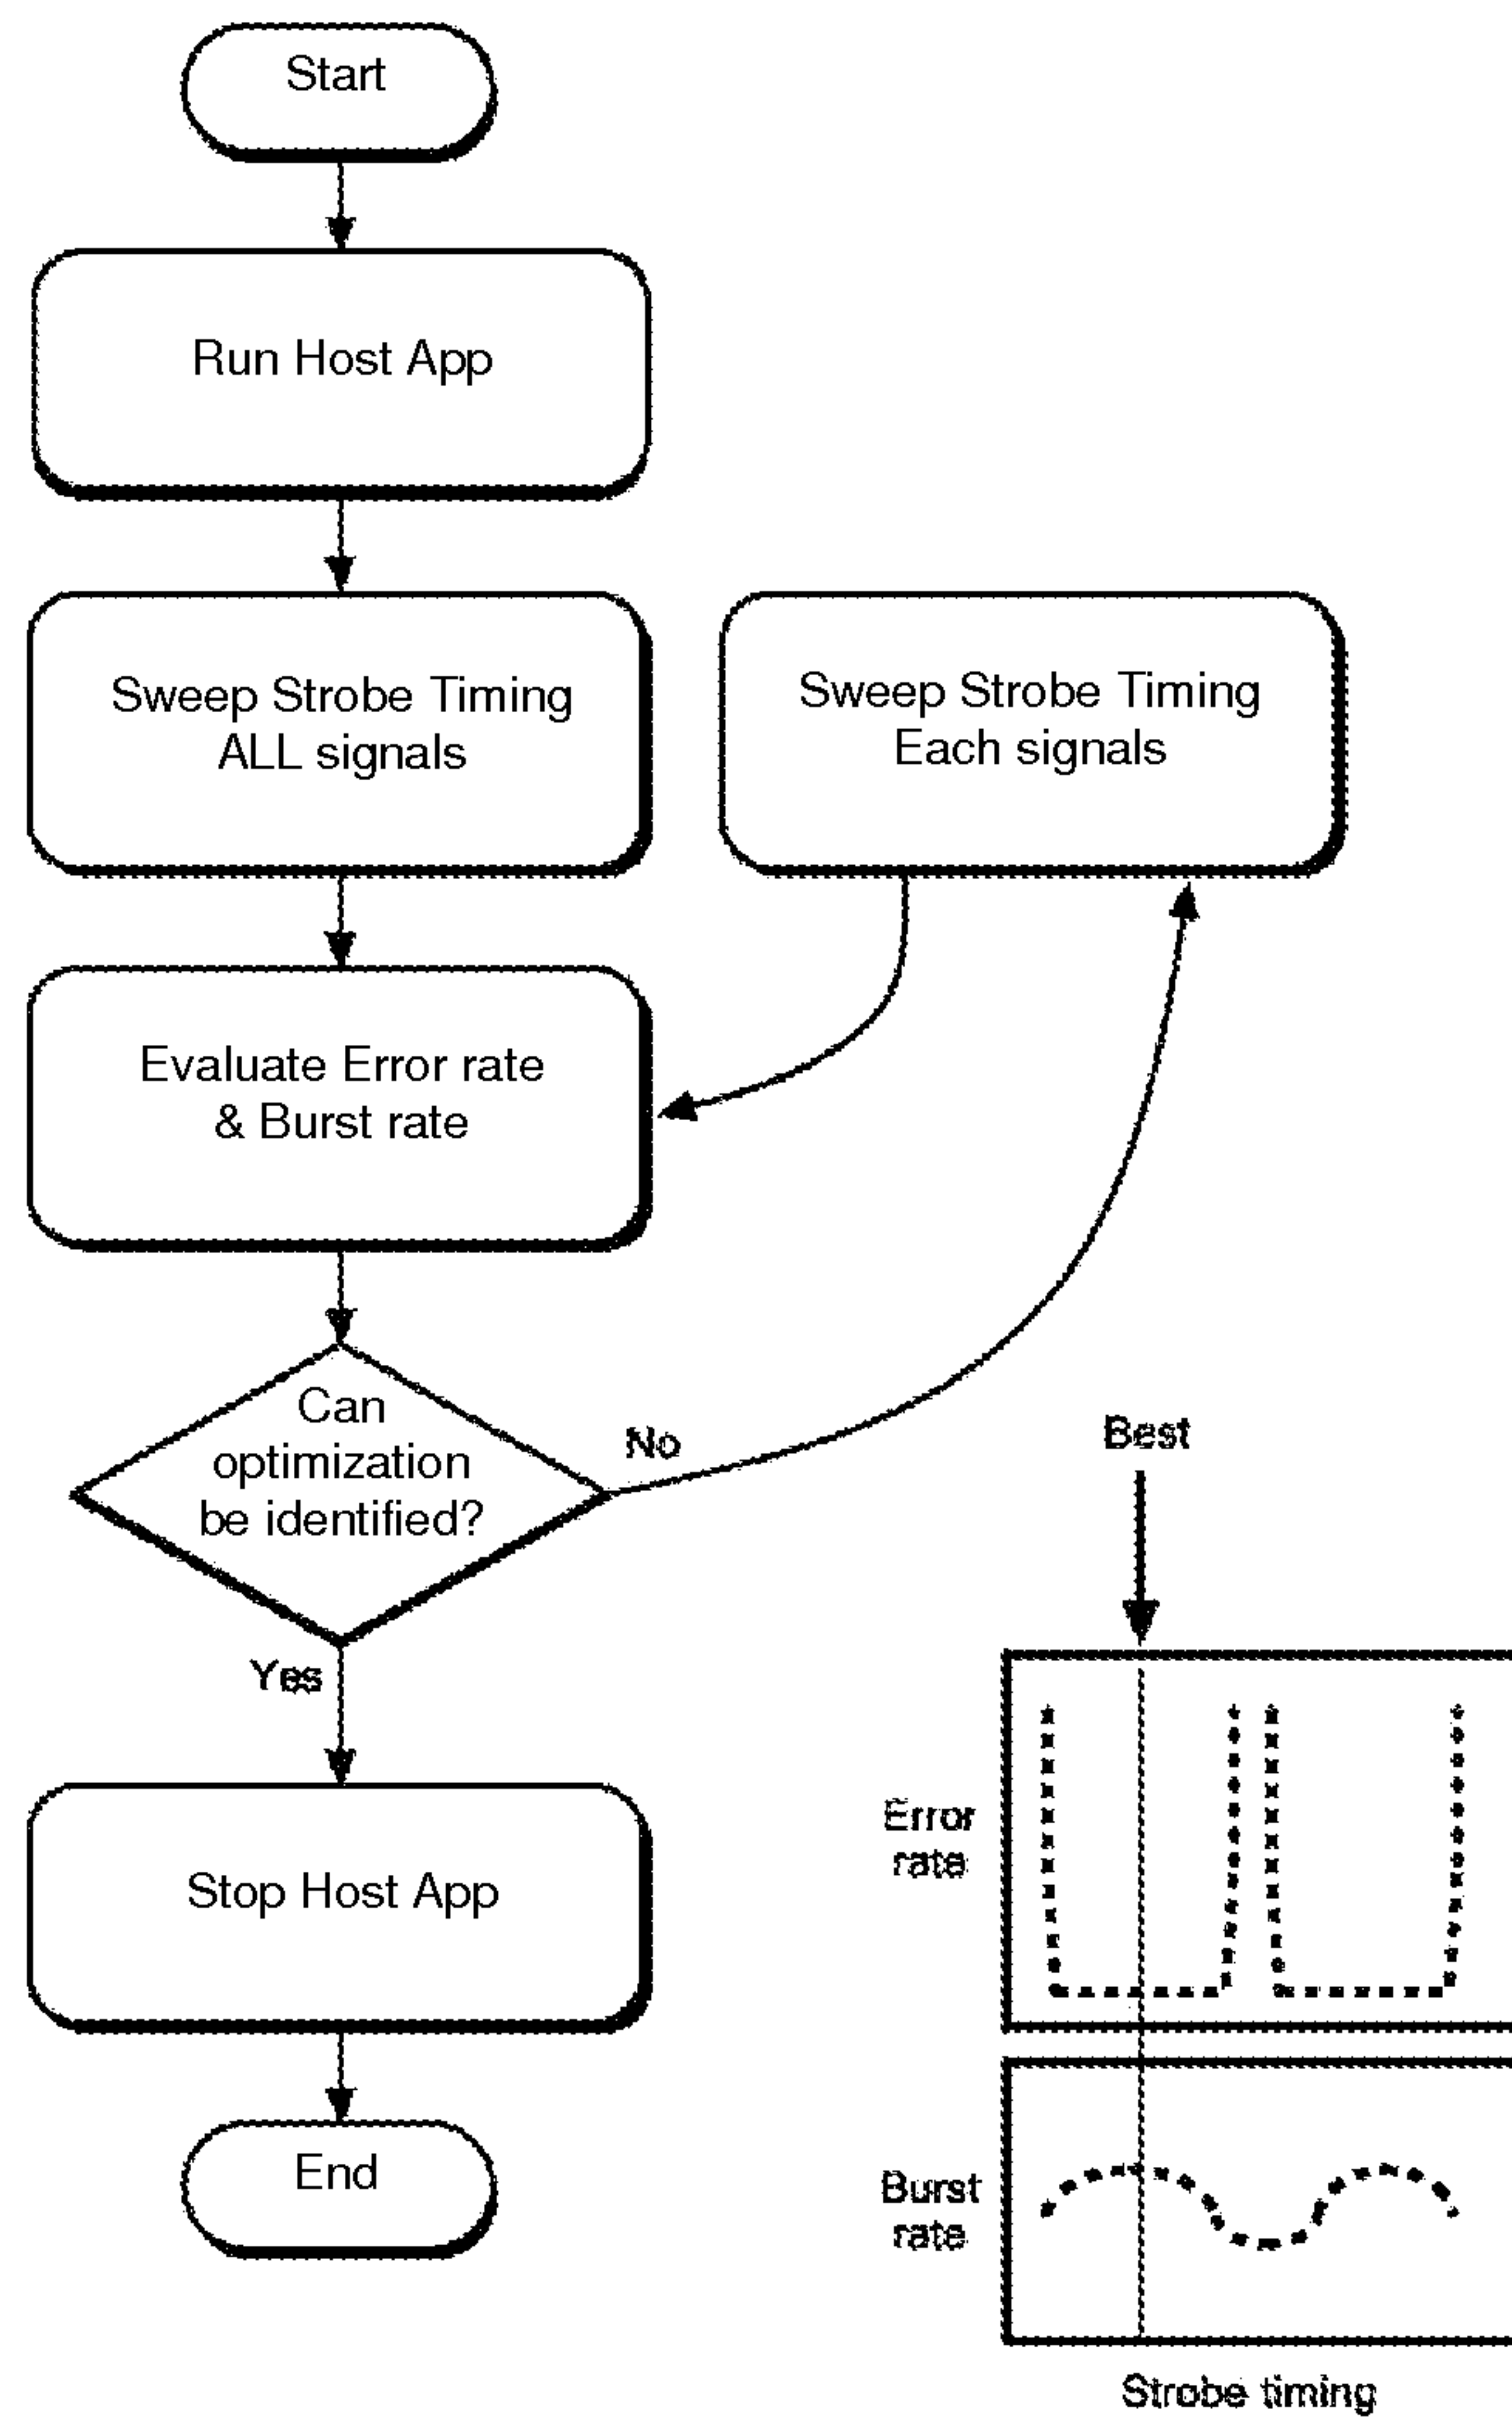 Start
Run Host App
Sweep Strobe Timing
ALL signals
Sweep Strobe Timing
Each signals
Evaluate Error rate
& Burst rate
Can
optimization
be identified?
No
Yes
Stop Host App
End
Best
Error
rate
Burst
rate
Strobe timing